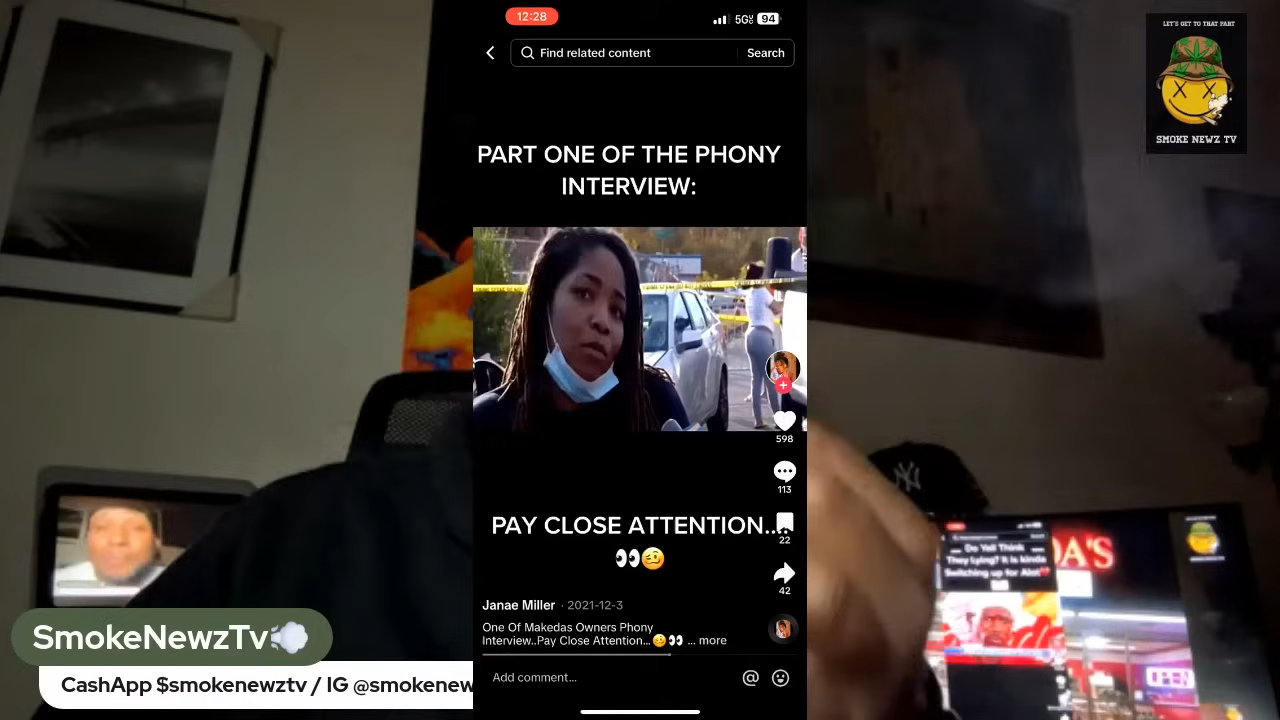 12:28
5G
94
Find related content
Search
LET'S GET TO THAT PART
SMOKE NEWZ TV
PART ONE OF THE PHONY
INTERVIEW:
598
113
PAY CLOSE ATTENTION....
👀🥴
22
42
Janae Miller · 2021-12-3
One Of Makedas Owners Phony
Interview..Pay Close Attention...🥴👀 ... more
Add comment...
@
SmokeNewzTv💨
CashApp $smokenewztv / IG @smokenew
Do Yall Think
They Lying? It is kinda
Switching up for Alot
DA'S
OPEN